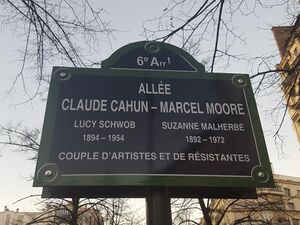 6e Arrt
ALLÉE
CLAUDE CAHUN – MARCEL MOORE
LUCY SCHWOB SUZANNE MALHERBE
1894 – 1954 1892 – 1972
COUPLE D'ARTISTES ET DE RÉSISTANTES